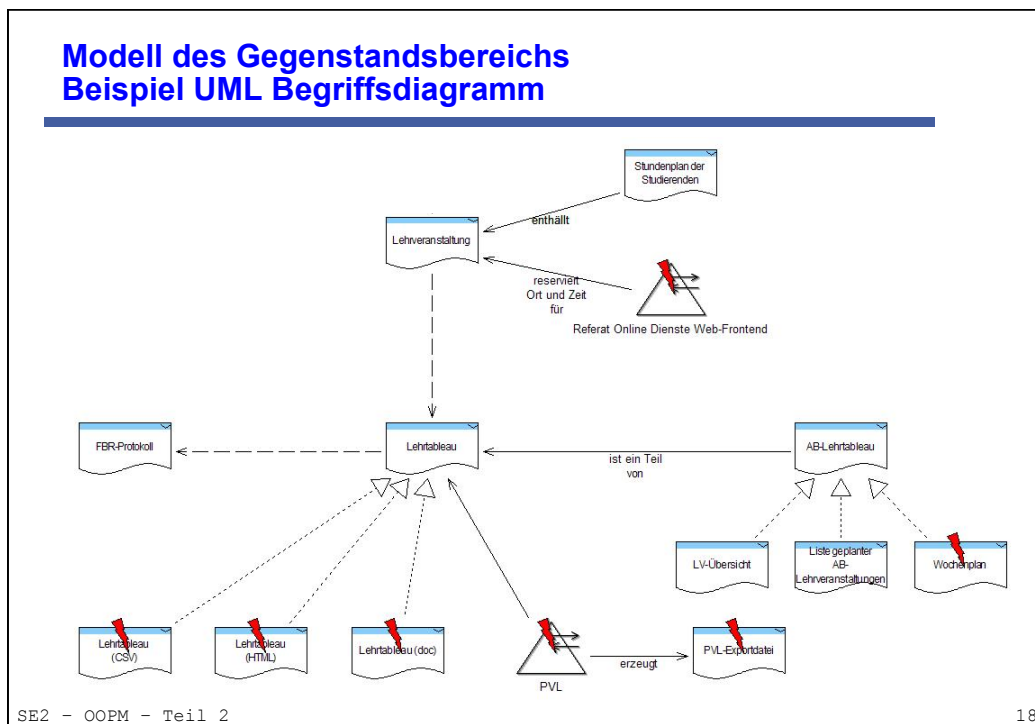 Modell des Gegenstandsbereichs
Beispiel UML Begriffsdiagramm
Stundenplan der
Studierenden
enthällt
Lehrveranstaltung
reserviert
Ort und Zeit
für
Referat Online Dienste Web-Frontend
FBR-Protokoll
Lehrtableau
ist ein Teil
von
AB-Lehrtableau
LV-Übersicht
Liste geplanter
AB-
Lehrveranstaltungen
Wochenplan
Lehrtableau
(CSV)
Lehrtableau
(HTML)
Lehrtableau (doc)
PVL
erzeugt
PVL-Exportdatei
SE2 - OOPM - Teil 2
18